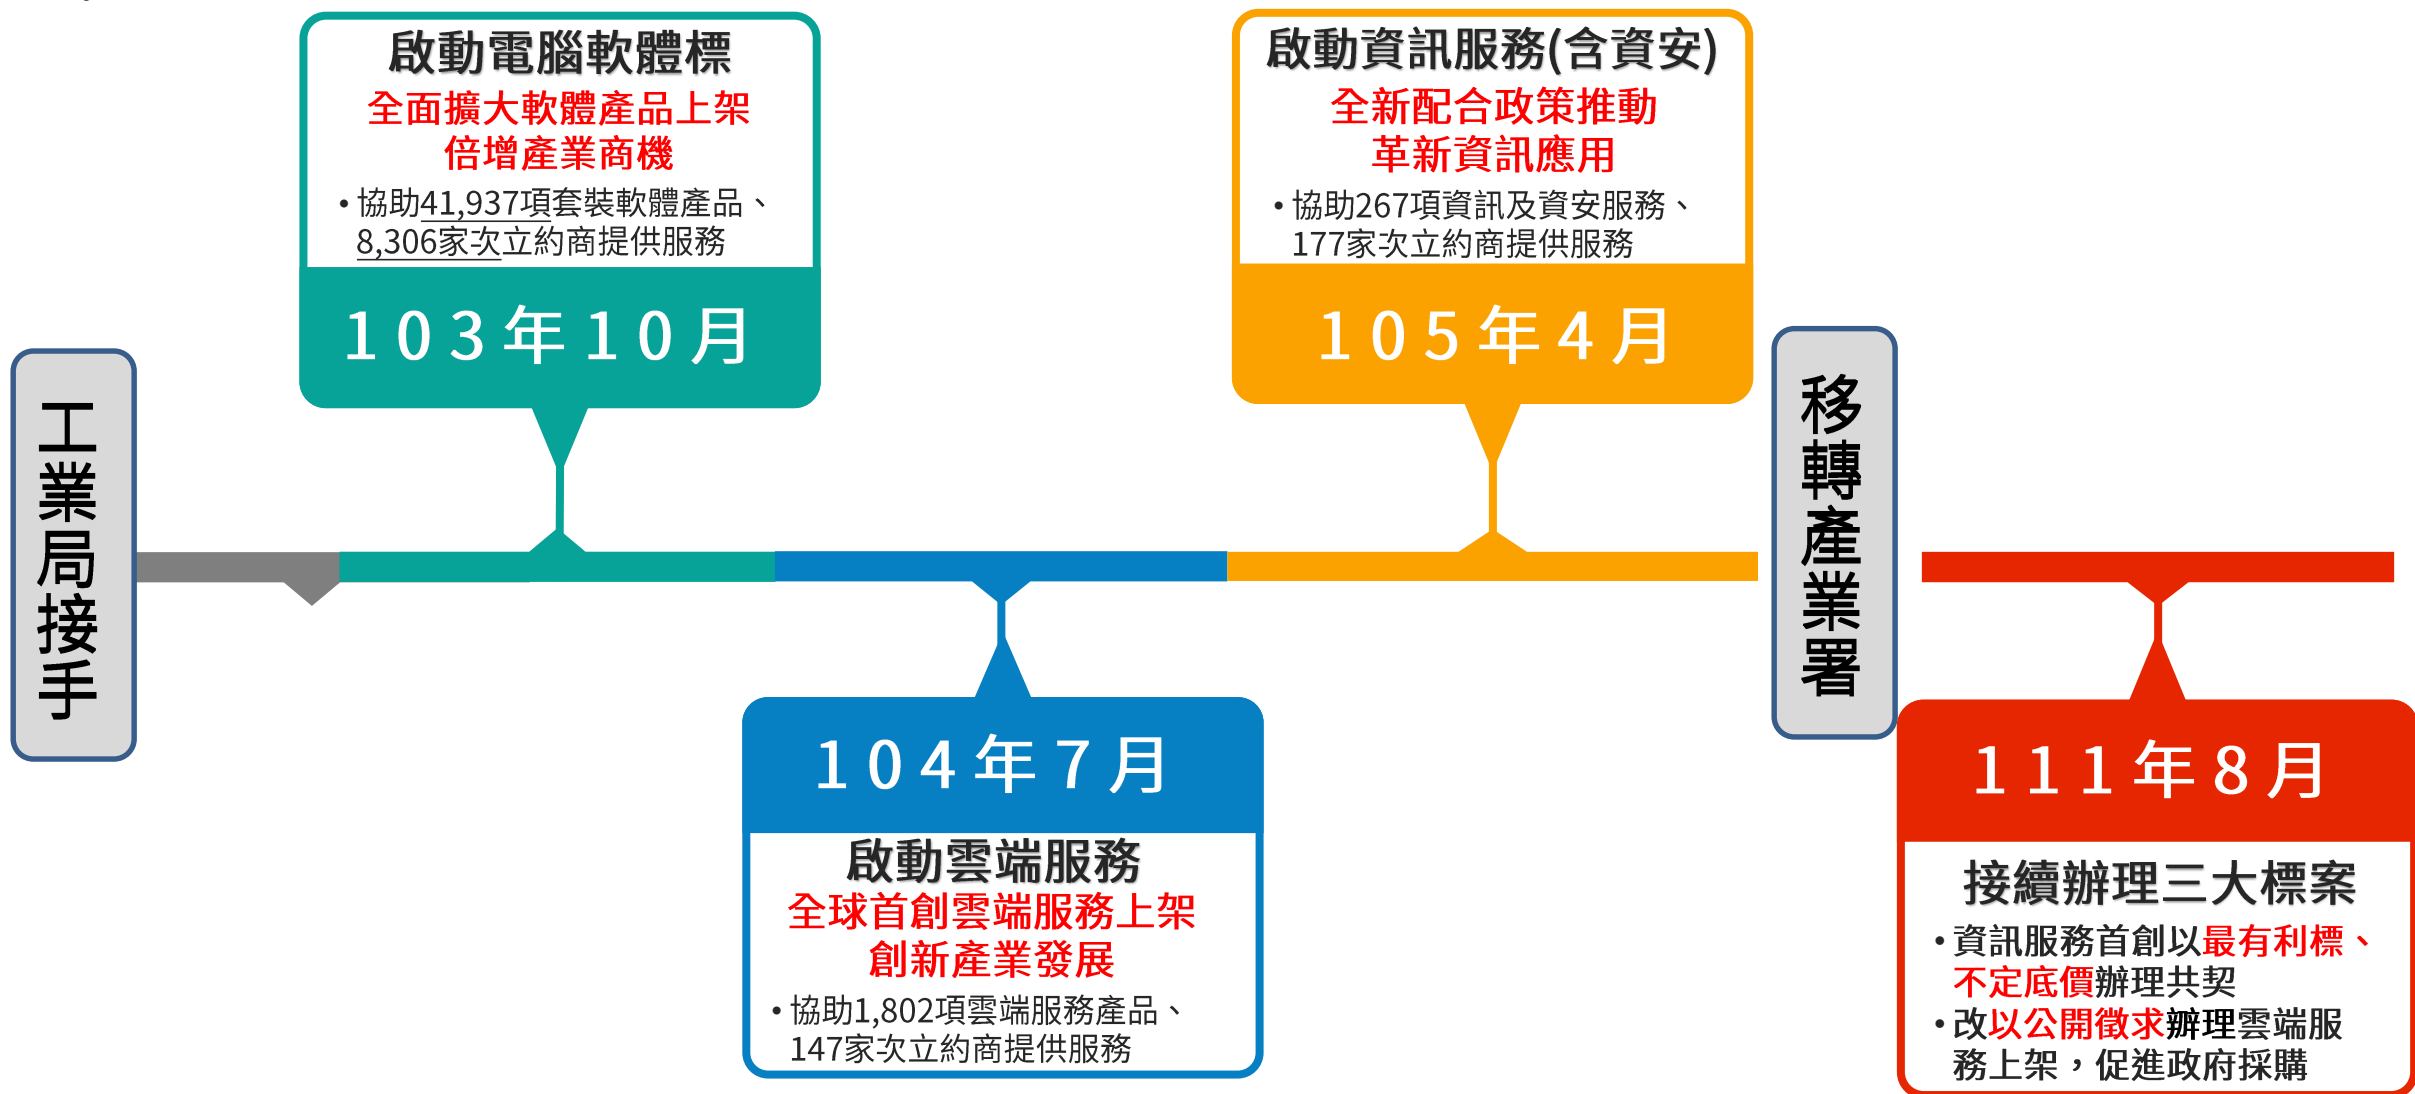 工業局接手
啟動電腦軟體標
全面擴大軟體產品上架
倍增產業商機
•協助41,937項套裝軟體產品、
8,306家次立約商提供服務
103年10月
104年7月
啟動雲端服務
全球首創雲端服務上架
創新產業發展
•協助1,802項雲端服務產品、
147家次立約商提供服務
啟動資訊服務(含資安)
全新配合政策推動
革新資訊應用
•協助267項資訊及資安服務、
177家次立約商提供服務
105年4月
移轉產業署
111年8月
接續辦理三大標案
•資訊服務首創以最有利標、
不定底價辦理共契
•改以公開徵求辦理雲端服
務上架，促進政府採購